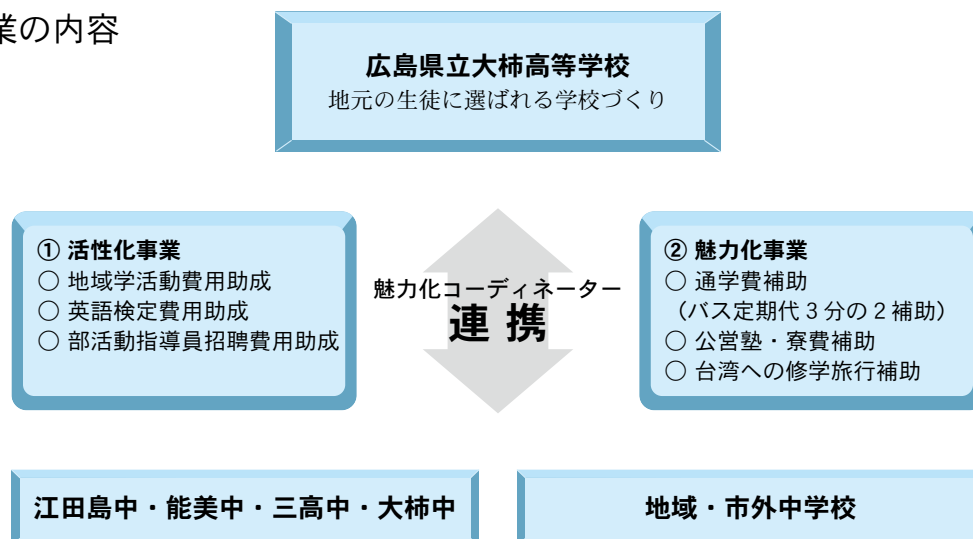 業の内容
広島県立大柿高等学校
地元の生徒に選ばれる学校づくり
① 活性化事業
○ 地域学活動費用助成
○ 英語検定費用助成
○ 部活動指導員招聘費用助成
魅力化コーディネーター
連 携
② 魅力化事業
○ 通学費補助
（バス定期代３分の２補助）
○ 公営塾・寮費補助
○ 台湾への修学旅行補助
江田島中・能美中・三高中・大柿中
地域・市外中学校